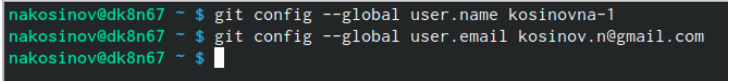 nakosinov@dk8n67 ~ $ git config --global user.name kosinovna-1
nakosinov@dk8n67 ~ $ git config --global user.email kosinov.n@gmail.com
nakosinov@dk8n67 ~ $